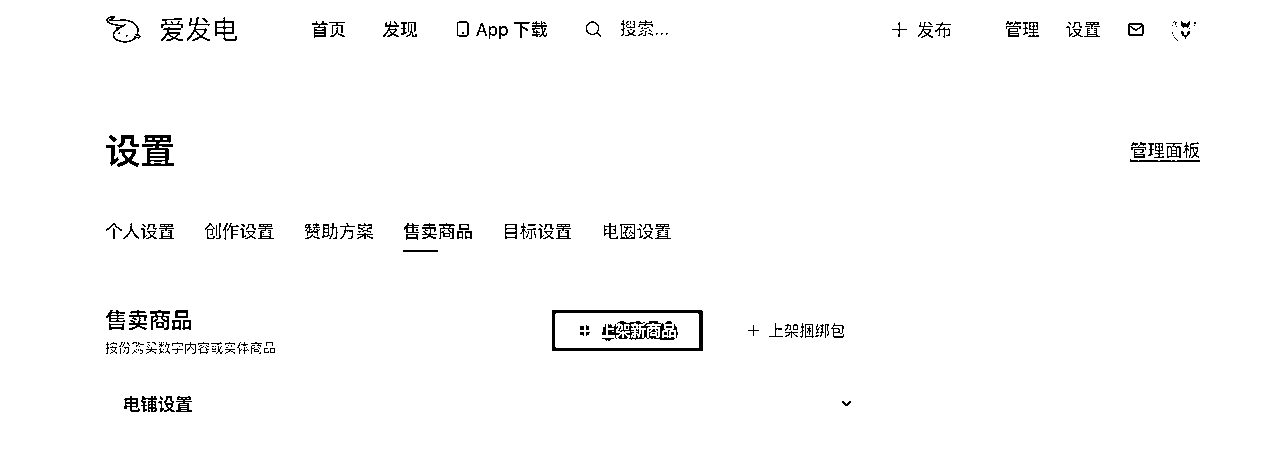 爱发电 首页 发现 App 下载 搜索... 发布 管理 设置
设置 管理面板
个人设置 创作设置 赞助方案 售卖商品 目标设置 电圈设置
售卖商品
+ 上架新商品 + 上架捆绑包
按份购买数字内容或实体商品
电铺设置